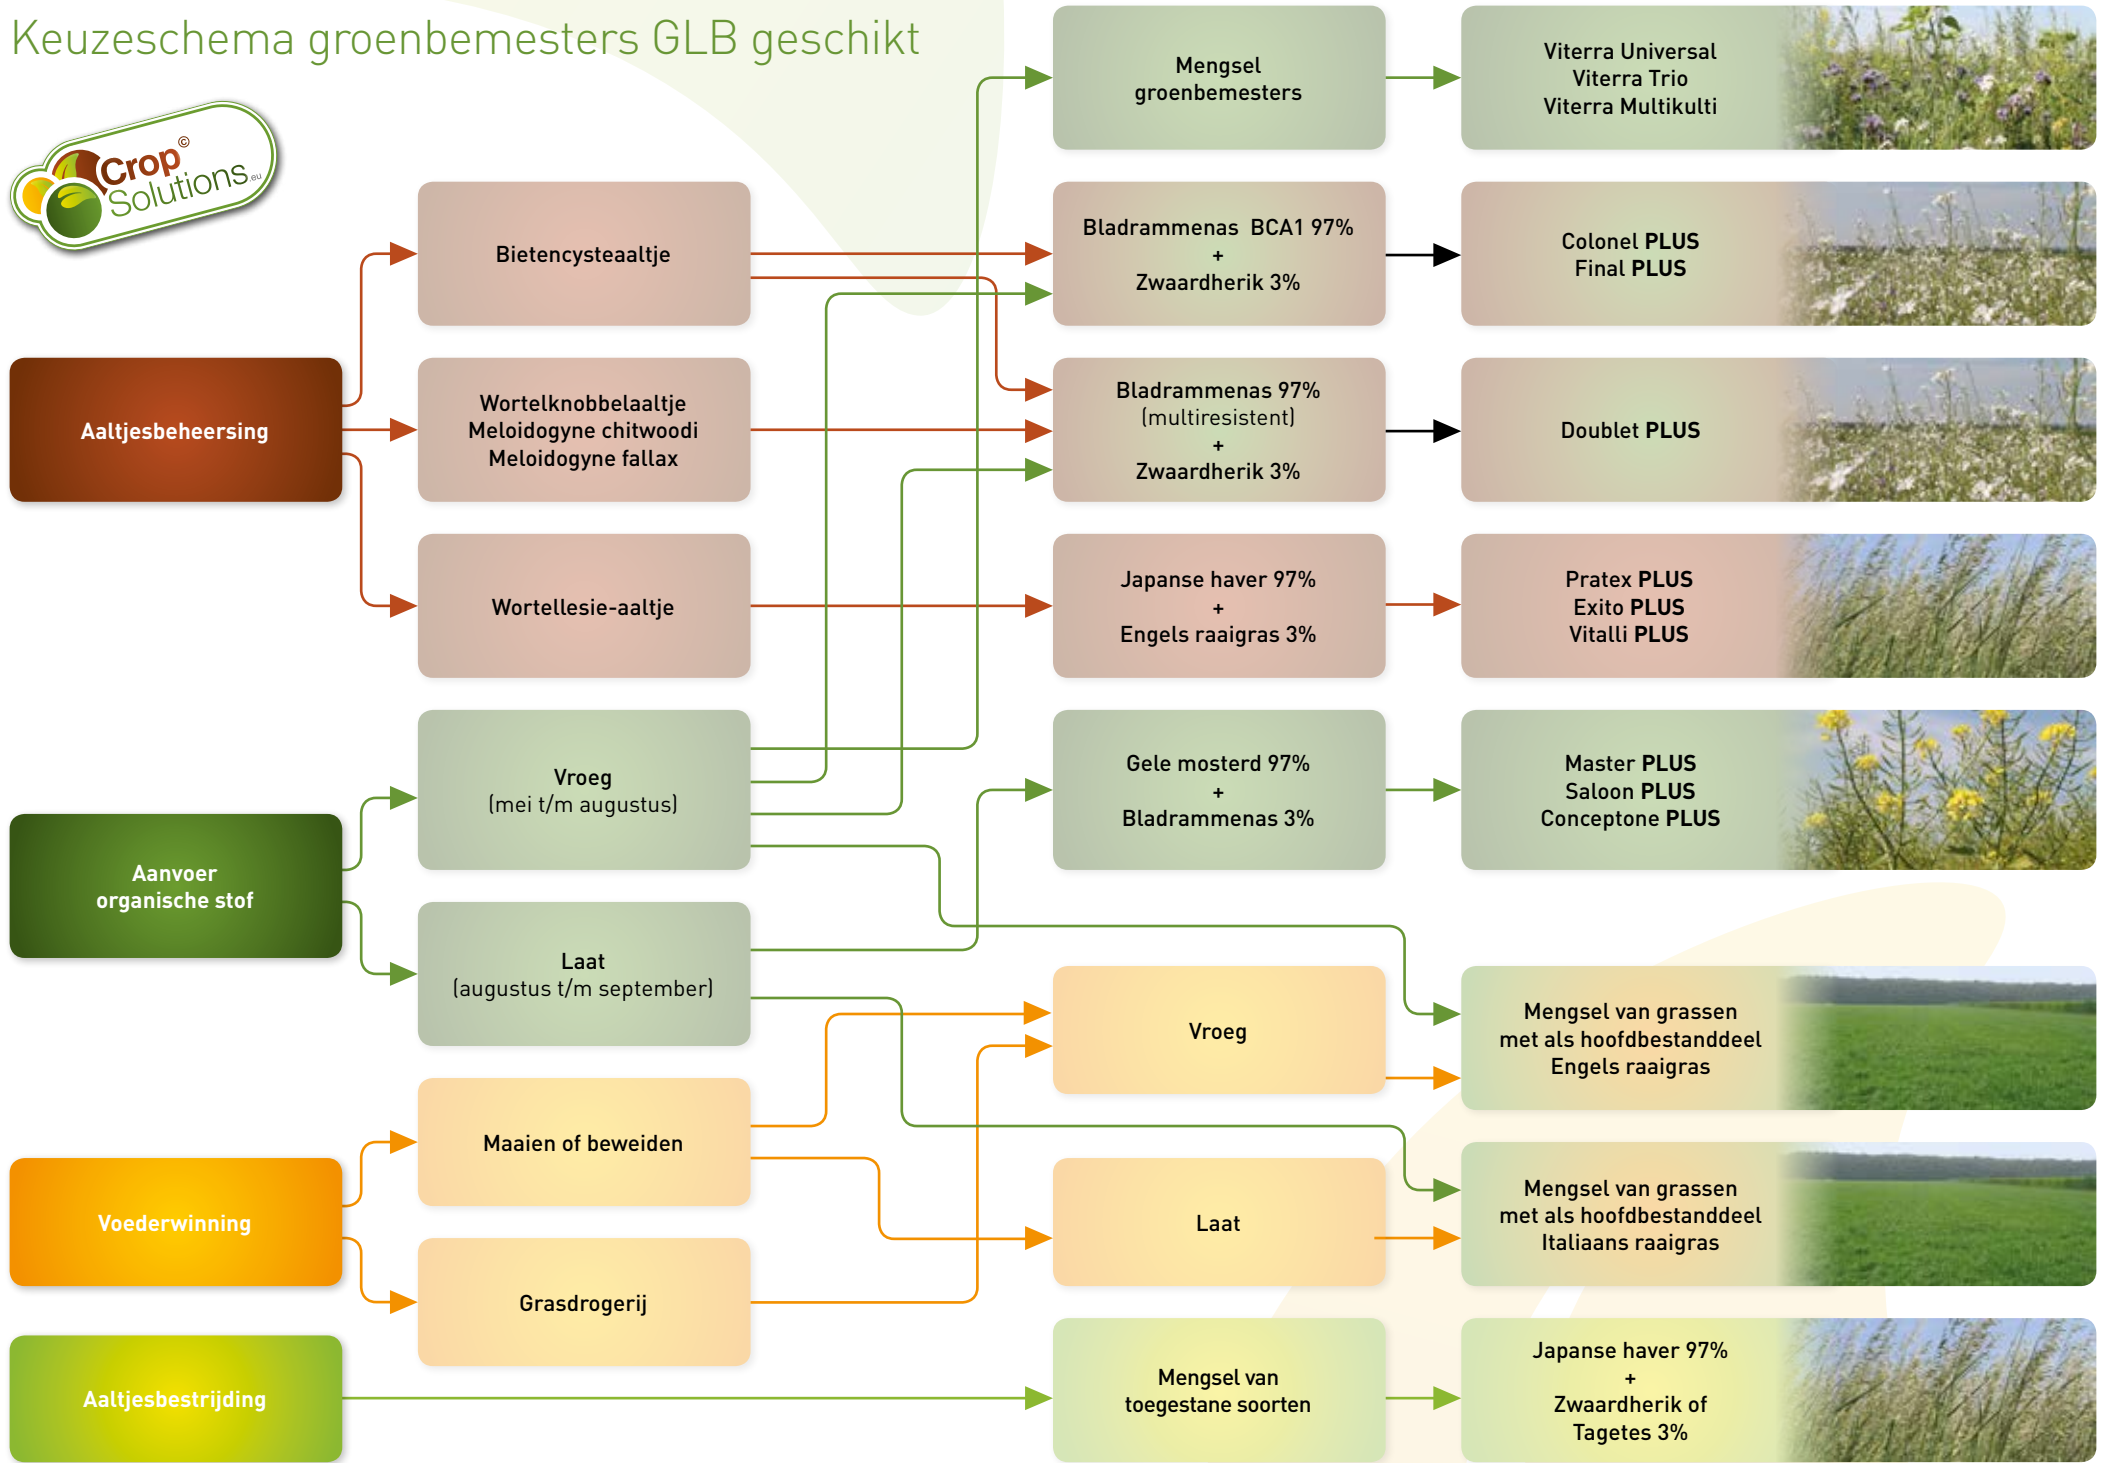 Keuzeschema groenbemesters GLB geschikt
Crop©
Solutions.eu
Aaltjesbeheersing
Aanvoer
organische stof
Voederwinning
Aaltjesbestrijding
Bietencysteaaltje
Wortelknobbelaaltje
Meloidogyne chitwoodi
Meloidogyne fallax
Wortellesie-aaltje
Vroeg
(mei t/m augustus)
Laat
(augustus t/m september)
Maaien of beweiden
Grasdrogerij
Mengsel
groenbemesters
Bladrammenas BCA1 97%
+
Zwaardherik 3%
Bladrammenas 97%
(multiresistent)
+
Zwaardherik 3%
Japanse haver 97%
+
Engels raaigras 3%
Gele mosterd 97%
+
Bladrammenas 3%
Vroeg
Laat
Mengsel van
toegestane soorten
Viterra Universal
Viterra Trio
Viterra Multikulti
Colonel PLUS
Final PLUS
Doublet PLUS
Pratex PLUS
Exito PLUS
Vitalli PLUS
Master PLUS
Saloon PLUS
Conceptone PLUS
Mengsel van grassen
met als hoofdbestanddeel
Engels raaigras
Mengsel van grassen
met als hoofdbestanddeel
Italiaans raaigras
Japanse haver 97%
+
Zwaardherik of
Tagetes 3%